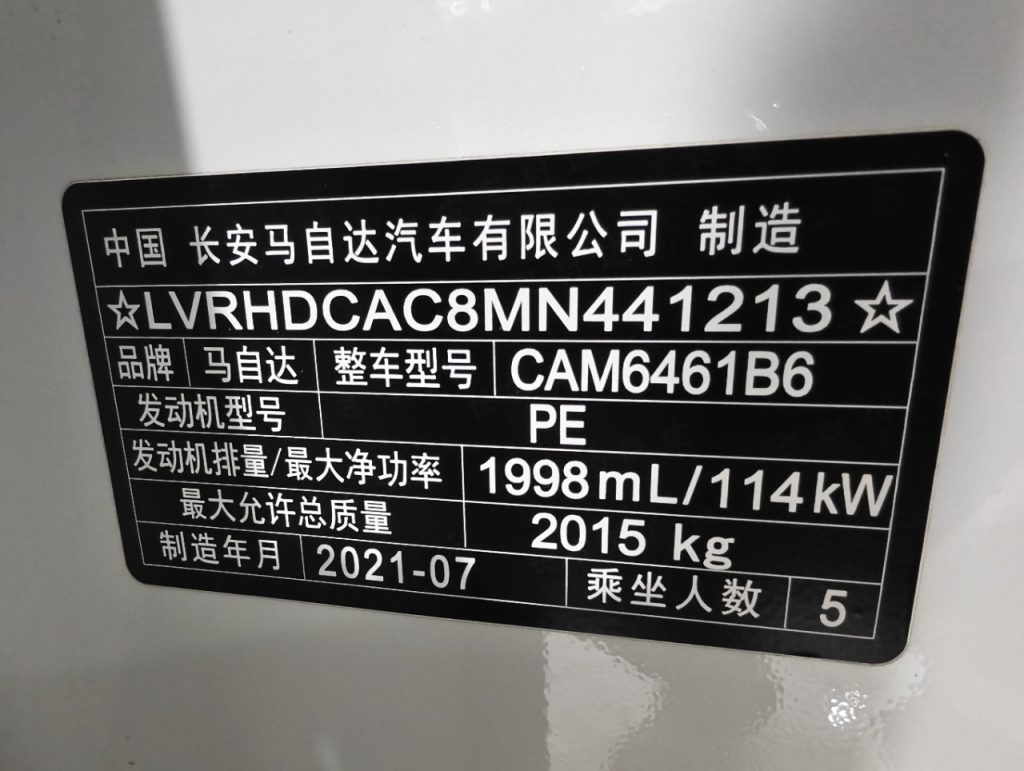 中国 长安马自达汽车有限公司 制造
☆LVRHDCAC8MN441213☆
品牌 马自达 整车型号 CAM6461B6
发动机型号 PE
发动机排量/最大净功率 1998mL/114kW
最大允许总质量 2015 kg
制造年月 2021-07 乘坐人数 5